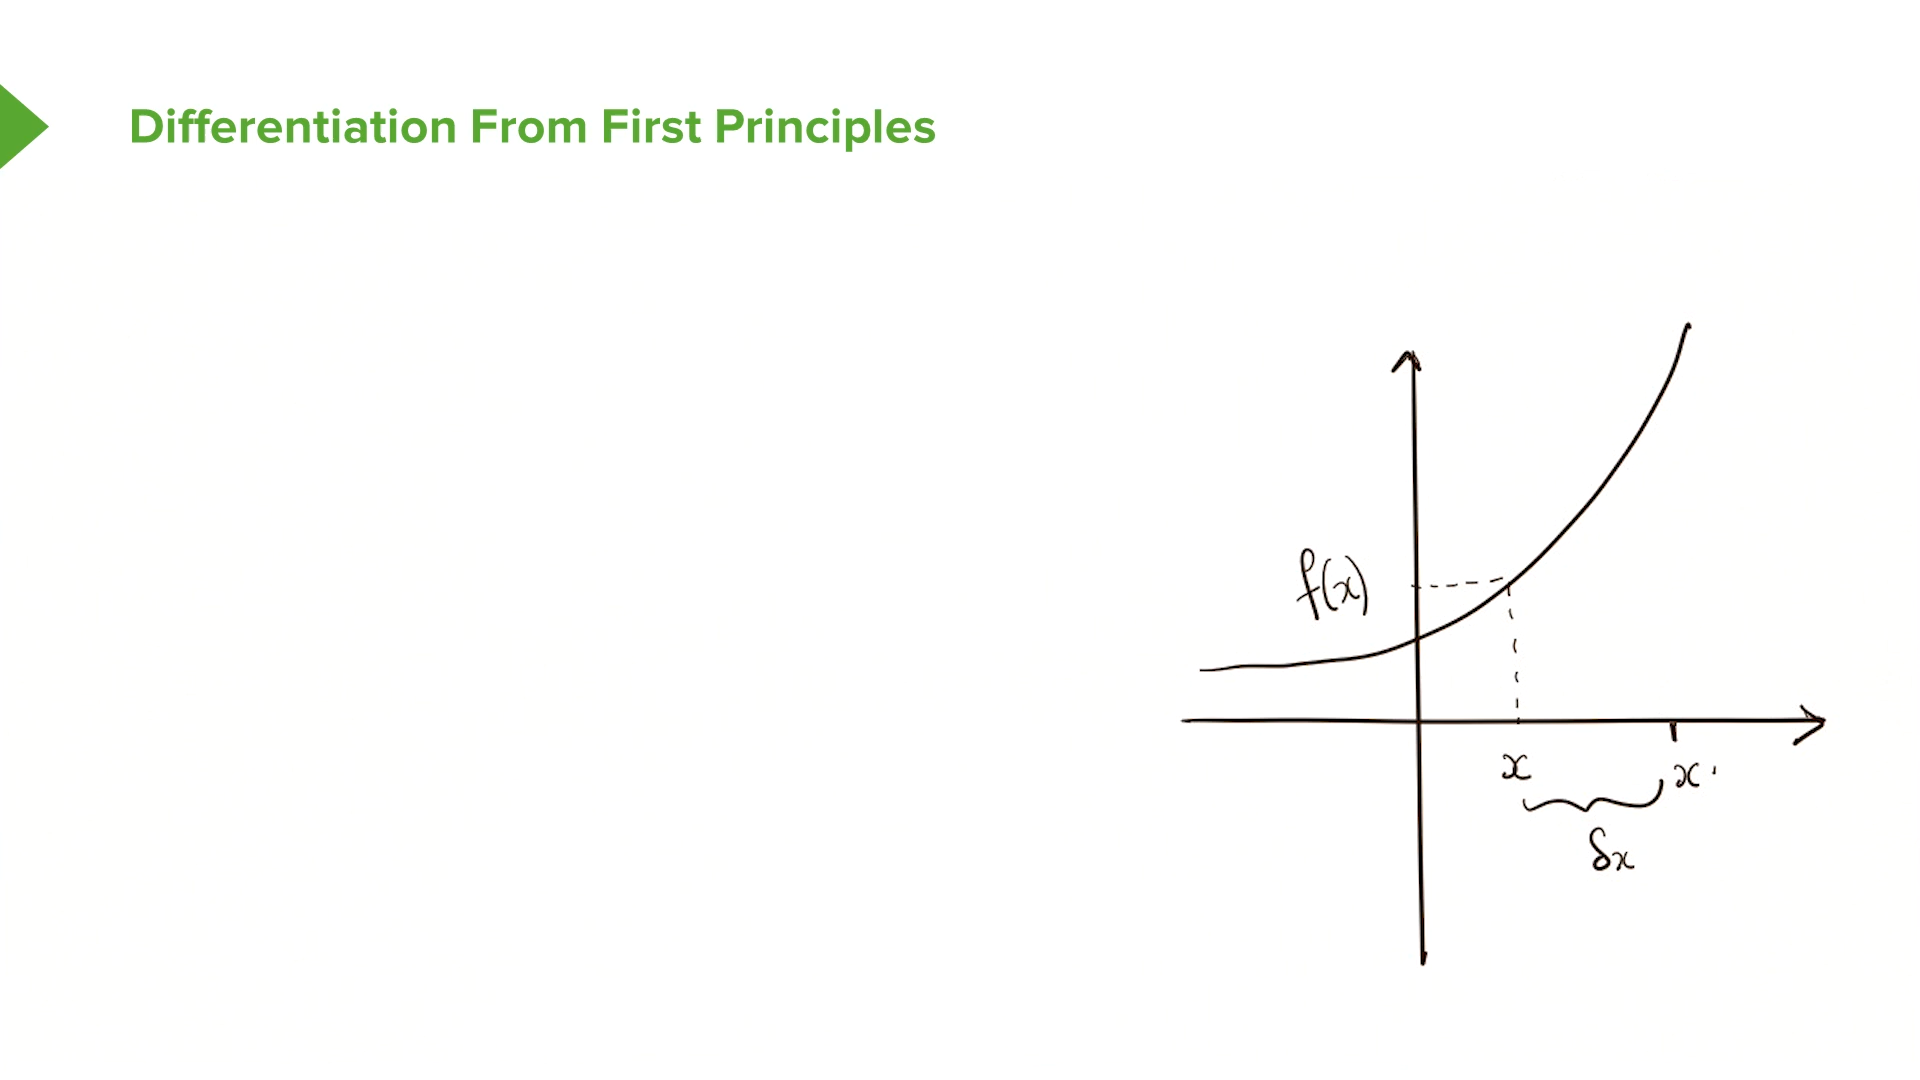 Differentiation From First Principles
f(x)
x
x
δx